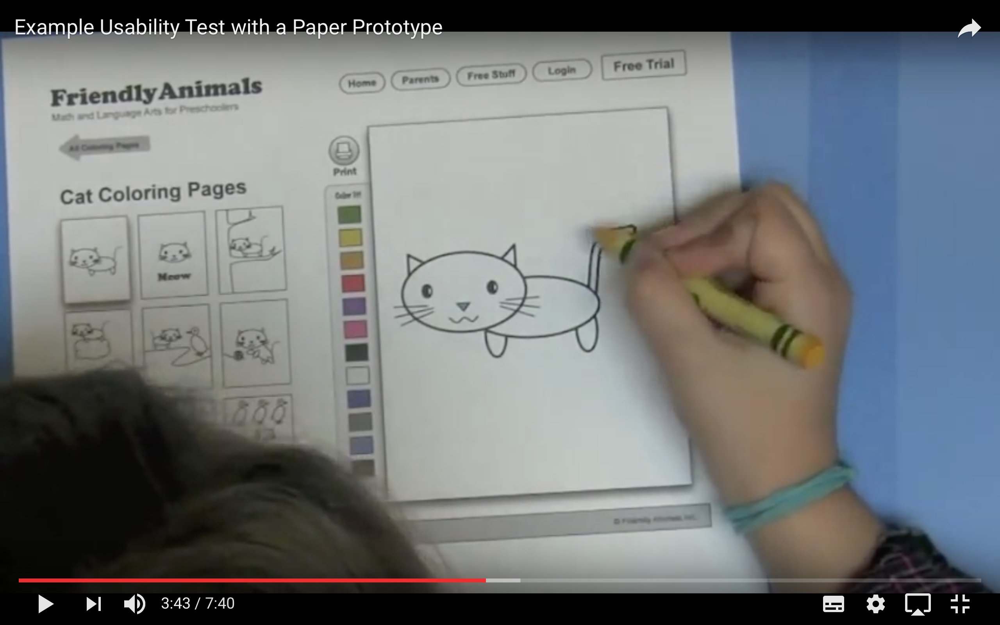 Example Usability Test with a Paper Prototype
FriendlyAnimals
Math and Language Arts for Preschoolers
Home
Parents
Free Stuff
Login
Free Trial
All Coloring Pages
Print
Cat Coloring Pages
Color It!
Meow
© Friendly Animals, Inc.
3:43 / 7:40